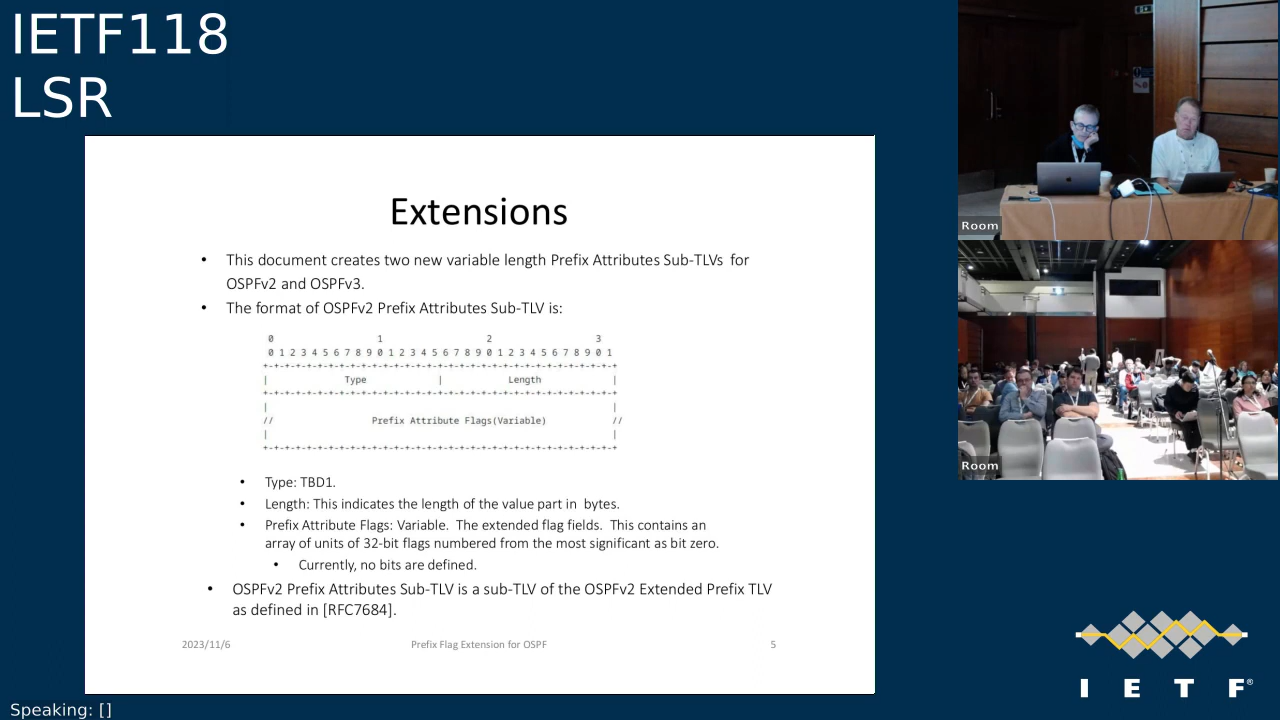 IETF118
LSR
Extensions
• This document creates two new variable length Prefix Attributes Sub-TLVs for
OSPFv2 and OSPFv3.
• The format of OSPFv2 Prefix Attributes Sub-TLV is:
0 1 2 3
0 1 2 3 4 5 6 7 8 9 0 1 2 3 4 5 6 7 8 9 0 1 2 3 4 5 6 7 8 9 0 1
+-+-+-+-+-+-+-+-+-+-+-+-+-+-+-+-+-+-+-+-+-+-+-+-+-+-+-+-+-+-+-+-+
| Type | Length |
+-+-+-+-+-+-+-+-+-+-+-+-+-+-+-+-+-+-+-+-+-+-+-+-+-+-+-+-+-+-+-+-+
| |
// Prefix Attribute Flags(Variable) //
| |
+-+-+-+-+-+-+-+-+-+-+-+-+-+-+-+-+-+-+-+-+-+-+-+-+-+-+-+-+-+-+-+-+
• Type: TBD1.
• Length: This indicates the length of the value part in bytes.
• Prefix Attribute Flags: Variable. The extended flag fields. This contains an
array of units of 32-bit flags numbered from the most significant as bit zero.
• Currently, no bits are defined.
• OSPFv2 Prefix Attributes Sub-TLV is a sub-TLV of the OSPFv2 Extended Prefix TLV
as defined in [RFC7684].
2023/11/6 Prefix Flag Extension for OSPF 5
Room
Room
I E T F®
Speaking: []